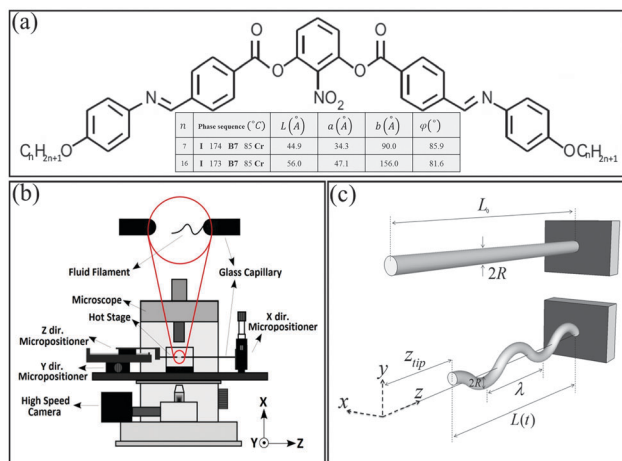 (a)
O
O
O
O
N
NO₂
N
CₙH₂ₙ₊₁
O
O
CₙH₂ₙ₊₁
n Phase sequence (°C) L (Å) a (Å) b (Å) φ(°)
7 I 174 B7 85 Cr 44.9 34.3 90.0 85.9
16 I 173 B7 85 Cr 56.0 47.1 156.0 81.6
(b)
Fluid Filament
Glass Capillary
Microscope
Hot Stage
X dir.
Micropositioner
Z dir.
Micropositioner
Y dir.
Micropositioner
High Speed
Camera
X
Y
Z
(c)
L₀
2R
z_tip
y
z
x
2R
λ
L(t)